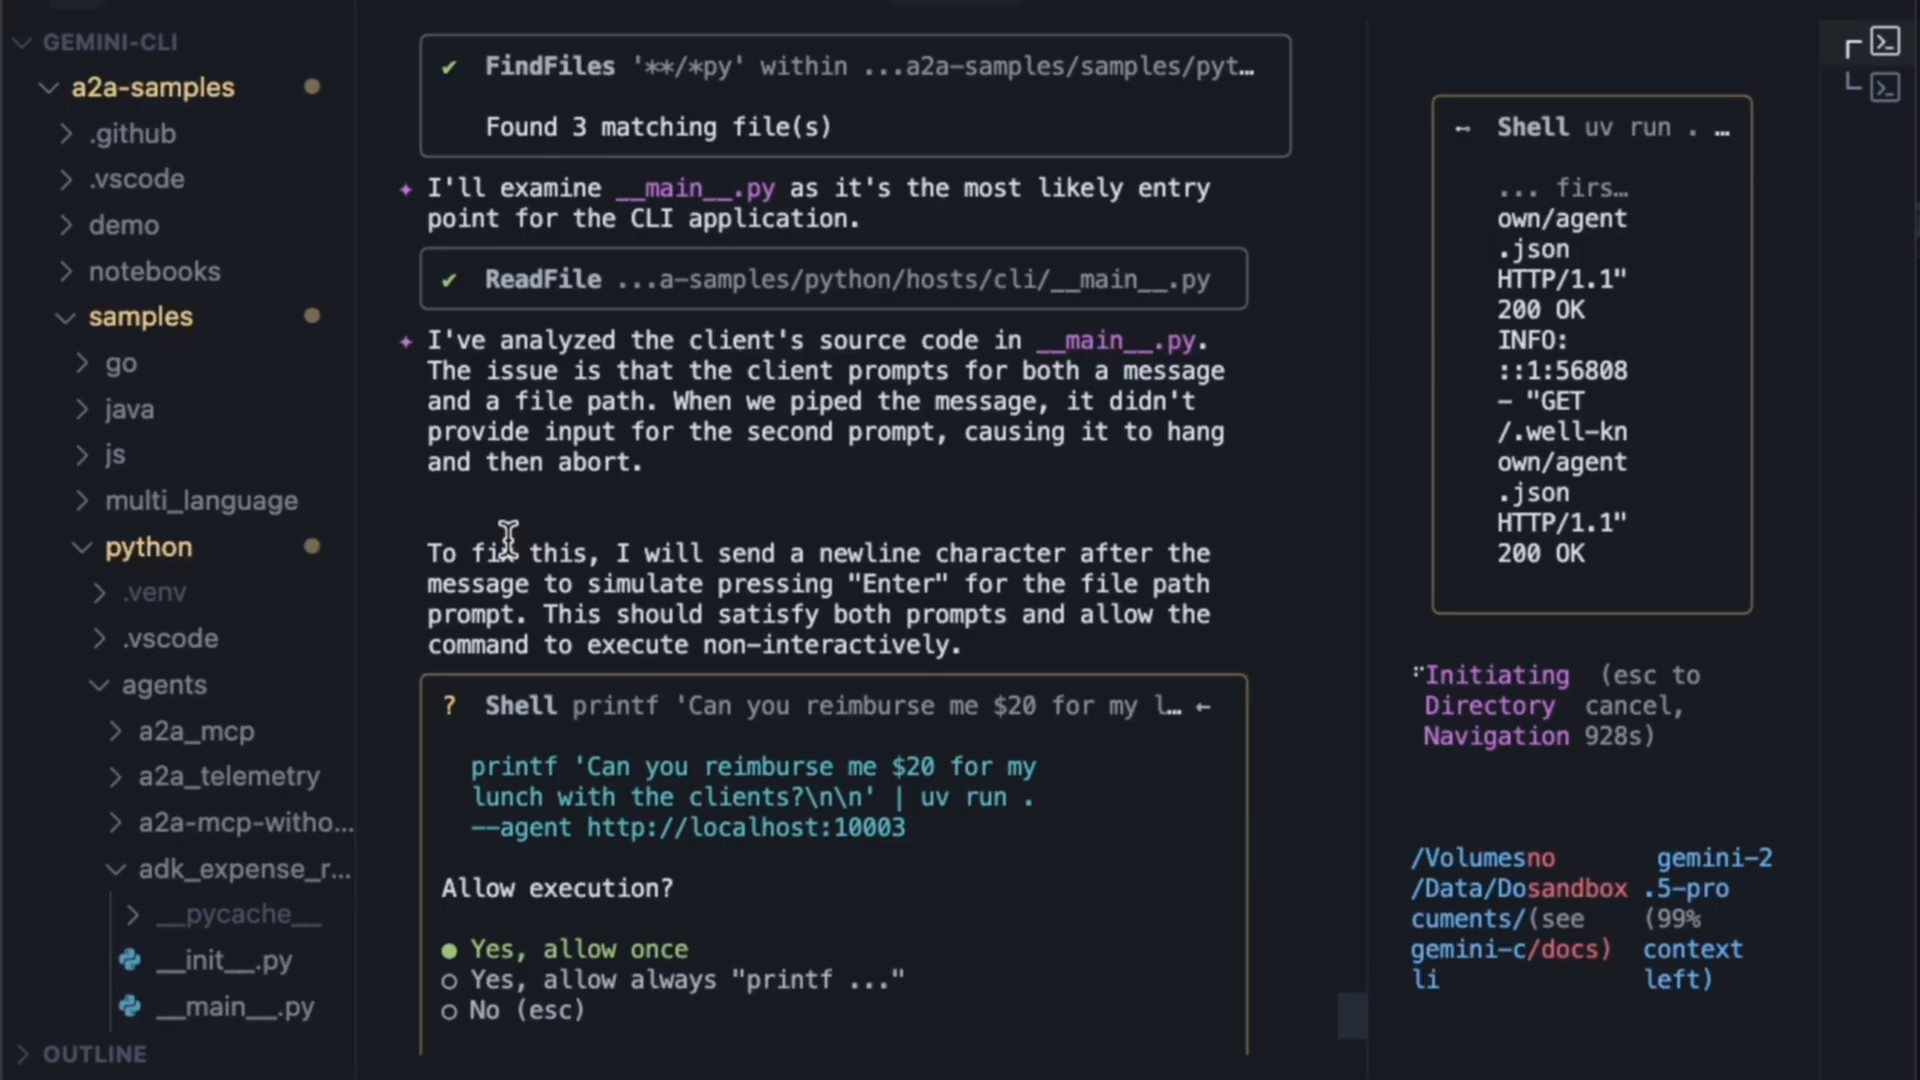 GEMINI-CLI
a2a-samples
.github
.vscode
demo
notebooks
samples
go
java
js
multi_language
python
.venv
.vscode
agents
a2a_mcp
a2a_telemetry
a2a-mcp-witho...
adk_expense_r...
__pycache__
__init__.py
__main__.py
OUTLINE
✔ FindFiles '**/*py' within ...a2a-samples/samples/pyt…
Found 3 matching file(s)
✦ I'll examine __main__.py as it's the most likely entry
point for the CLI application.
✔ ReadFile ...a-samples/python/hosts/cli/__main__.py
✦ I've analyzed the client's source code in __main__.py.
The issue is that the client prompts for both a message
and a file path. When we piped the message, it didn't
provide input for the second prompt, causing it to hang
and then abort.
To fix this, I will send a newline character after the
message to simulate pressing "Enter" for the file path
prompt. This should satisfy both prompts and allow the
command to execute non-interactively.
? Shell printf 'Can you reimburse me $20 for my l… ←
printf 'Can you reimburse me $20 for my
lunch with the clients?\n\n' | uv run .
--agent http://localhost:10003
Allow execution?
● Yes, allow once
○ Yes, allow always "printf ..."
○ No (esc)
Shell uv run . …
... firs…
own/agent
.json
HTTP/1.1"
200 OK
INFO:
::1:56808
- "GET
/.well-kn
own/agent
.json
HTTP/1.1"
200 OK
Initiating (esc to
Directory cancel,
Navigation 928s)
/Volumesno gemini-2
/Data/Dosandbox .5-pro
cuments/(see (99%
gemini-c/docs) context
li left)